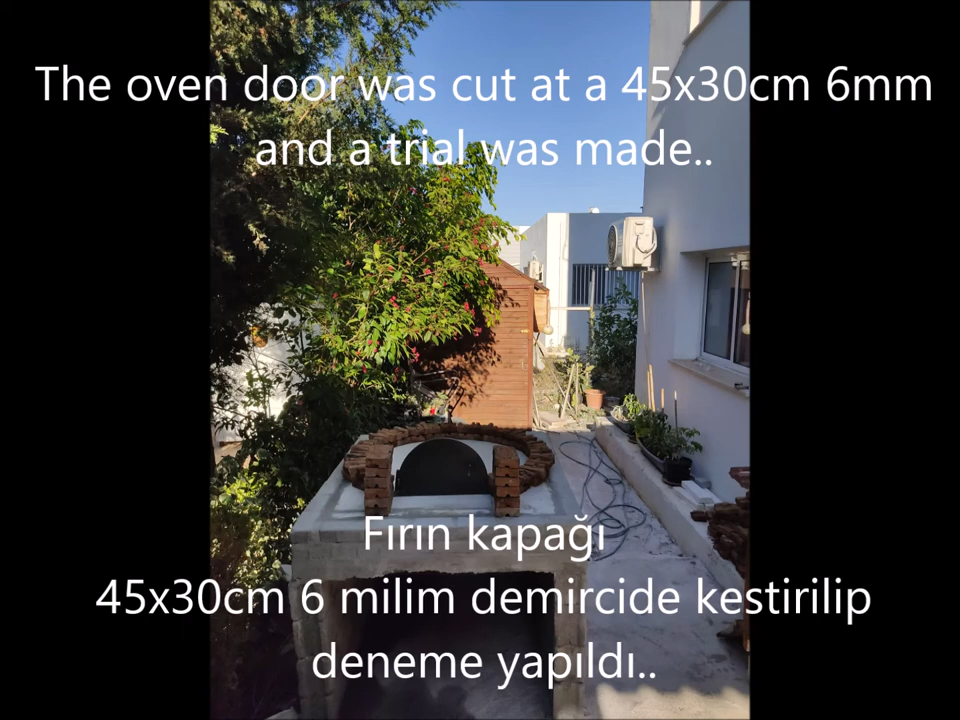 The oven door was cut at a 45x30cm 6mm
and a trial was made..
Fırın kapağı
45x30cm 6 milim demircide kestirilip
deneme yapıldı..